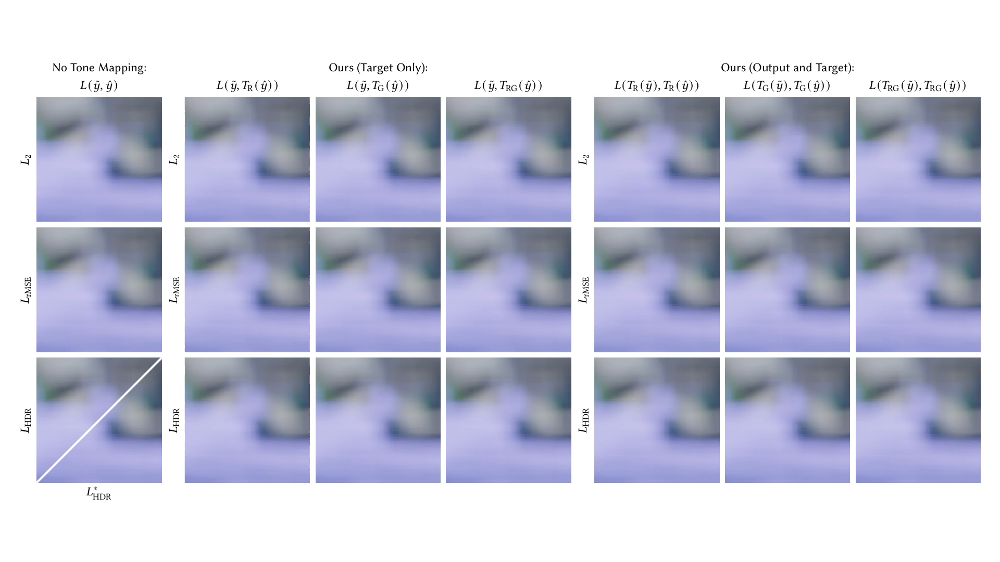 No Tone Mapping:
Ours (Target Only):
Ours (Output and Target):
L(ỹ, ŷ)
L(ỹ, T_R(ŷ))
L(ỹ, T_G(ŷ))
L(ỹ, T_RG(ŷ))
L(T_R(ỹ), T_R(ŷ))
L(T_G(ỹ), T_G(ŷ))
L(T_RG(ỹ), T_RG(ŷ))
L_2
L_2
L_2
L_rMSE
L_rMSE
L_rMSE
L_HDR
L_HDR
L_HDR
L*_HDR